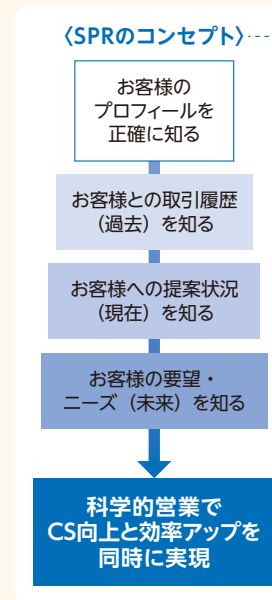 〈SPRのコンセプト〉
お客様の
プロフィールを
正確に知る
お客様との取引履歴
（過去）を知る
お客様への提案状況
（現在）を知る
お客様の要望・
ニーズ（未来）を知る
科学的営業で
CS向上と効率アップを
同時に実現